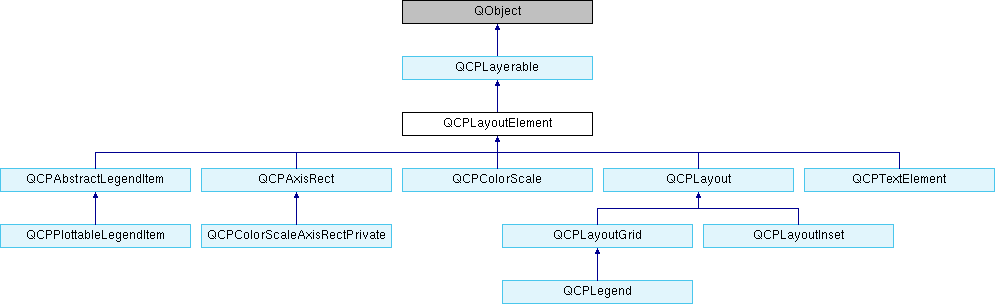 QObject
QCPLayerable
QCPLayoutElement
QCPAbstractLegendItem
QCPAxisRect
QCPColorScale
QCPLayout
QCPTextElement
QCPPlottableLegendItem
QCPColorScaleAxisRectPrivate
QCPLayoutGrid
QCPLayoutInset
QCPLegend